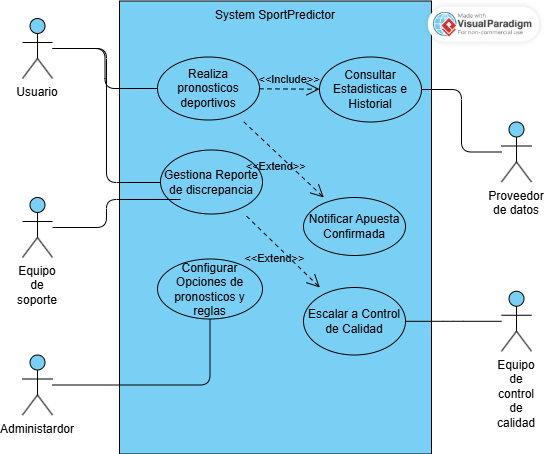 System SportPredictor
Made with
Visual Paradigm
For non-commercial use
Usuario
Realiza
pronosticos
deportivos
<<Include>>
Consultar
Estadisticas e
Historial
<<Extend>>
Gestiona Reporte
de discrepancia
Proveedor
de datos
Notificar Apuesta
Confirmada
Equipo
de
soporte
<<Extend>>
Configurar
Opciones de
pronosticos y
reglas
Escalar a Control
de Calidad
Equipo
de
control
de
calidad
Administardor